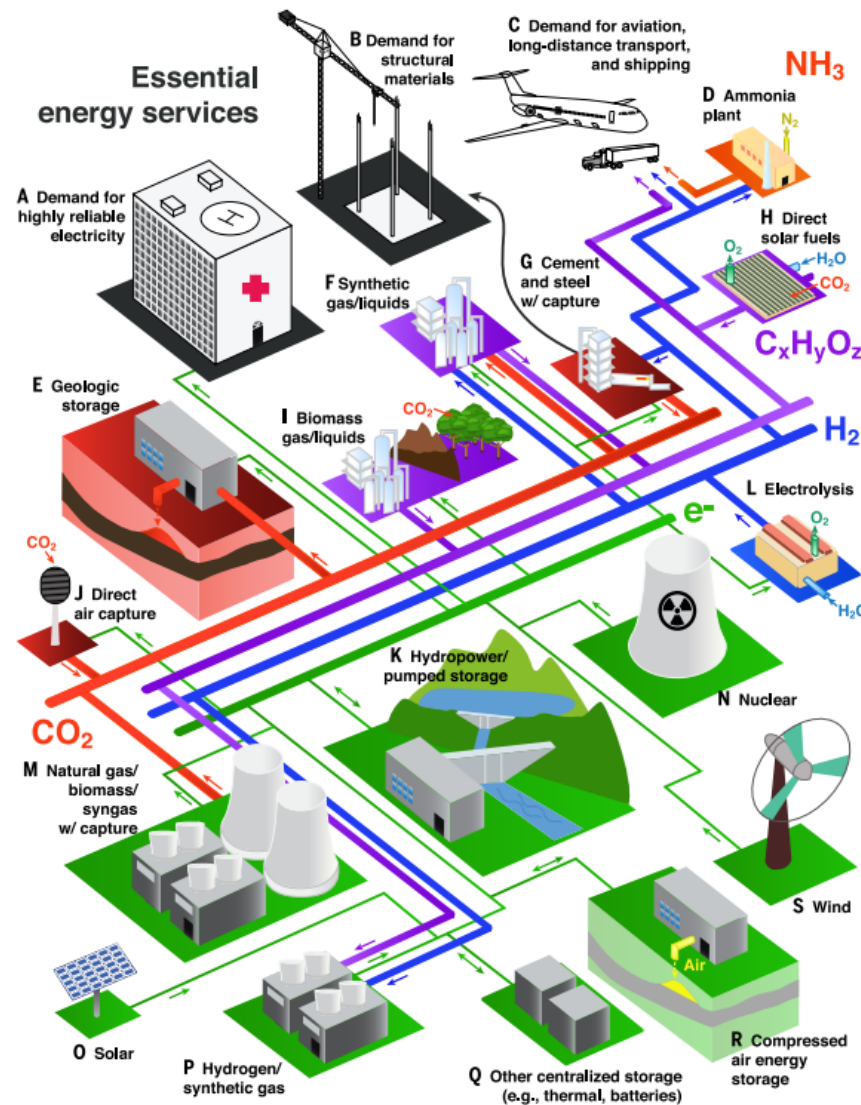 Essential
energy services
B Demand for
structural
materials
C Demand for aviation,
long-distance transport,
and shipping
NH₃
D Ammonia
plant
N₂
A Demand for
highly reliable
electricity
H
H Direct
solar fuels
O₂
H₂O
CO₂
F Synthetic
gas/liquids
G Cement
and steel
w/ capture
CₓHᵧO_z
E Geologic
storage
I Biomass
gas/liquids
CO₂
H₂
L Electrolysis
O₂
H₂O
e-
CO₂
J Direct
air capture
K Hydropower/
pumped storage
N Nuclear
CO₂
M Natural gas/
biomass/
syngas
w/ capture
S Wind
Air
O Solar
P Hydrogen/
synthetic gas
Q Other centralized storage
(e.g., thermal, batteries)
R Compressed
air energy
storage